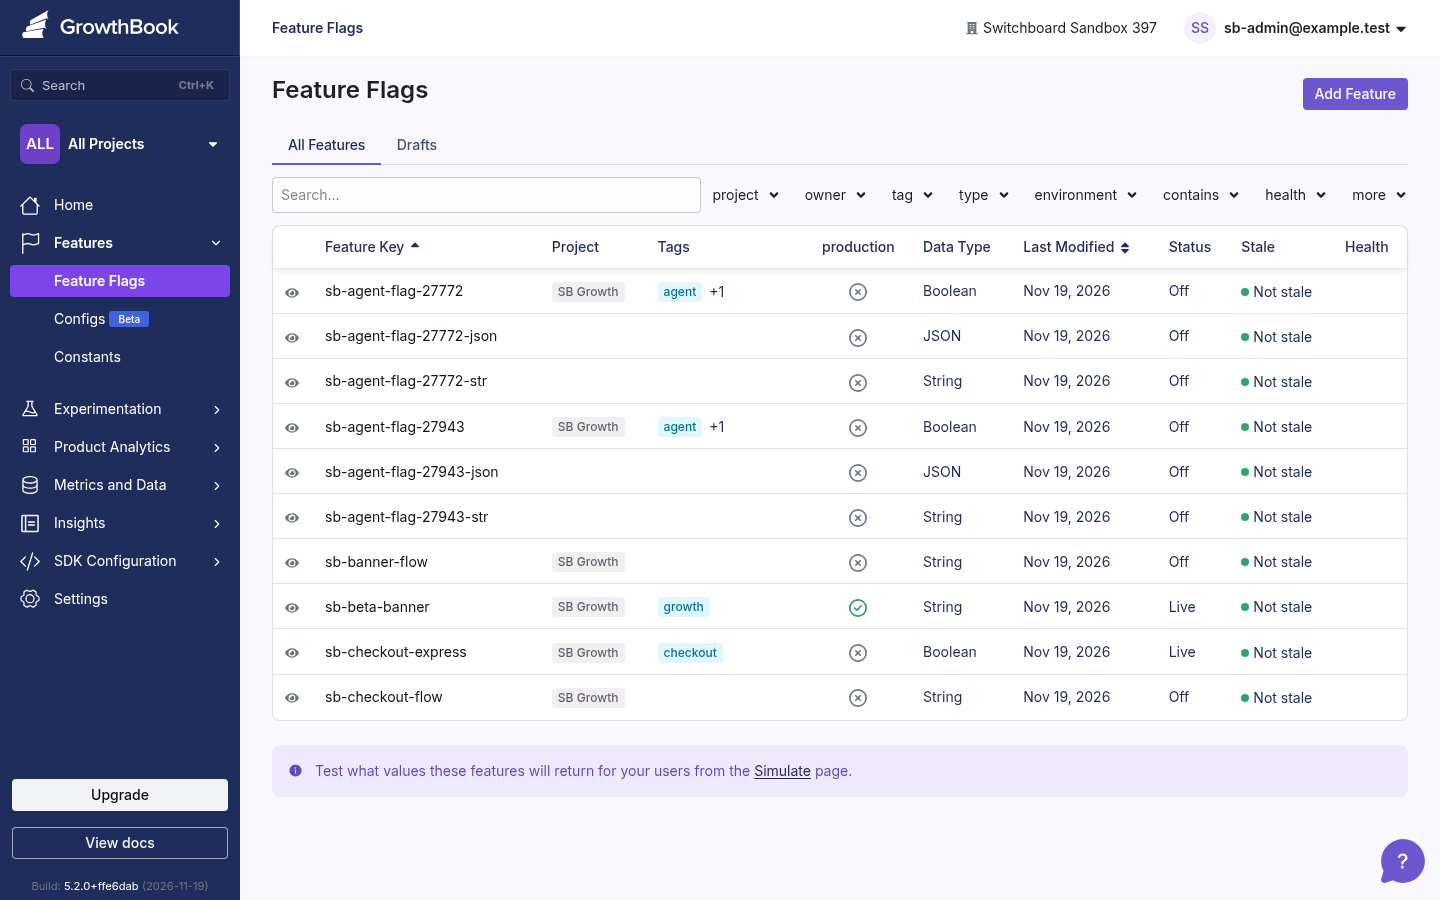 GrowthBook
Feature Flags
Switchboard Sandbox 397
SS
sb-admin@example.test
Search
Ctrl+K
ALL
All Projects
Home
Features
Feature Flags
Configs
Beta
Constants
Experimentation
Product Analytics
Metrics and Data
Insights
SDK Configuration
Settings
Upgrade
View docs
Build: 5.2.0+ffe6dab (2026-11-19)
Feature Flags
Add Feature
All Features
Drafts
Search...
project
owner
tag
type
environment
contains
health
more
Feature Key Project Tags production Data Type Last Modified Status Stale Health
sb-agent-flag-27772 SB Growth agent +1 Boolean Nov 19, 2026 Off Not stale
sb-agent-flag-27772-json JSON Nov 19, 2026 Off Not stale
sb-agent-flag-27772-str String Nov 19, 2026 Off Not stale
sb-agent-flag-27943 SB Growth agent +1 Boolean Nov 19, 2026 Off Not stale
sb-agent-flag-27943-json JSON Nov 19, 2026 Off Not stale
sb-agent-flag-27943-str String Nov 19, 2026 Off Not stale
sb-banner-flow SB Growth String Nov 19, 2026 Off Not stale
sb-beta-banner SB Growth growth String Nov 19, 2026 Live Not stale
sb-checkout-express SB Growth checkout Boolean Nov 19, 2026 Live Not stale
sb-checkout-flow SB Growth String Nov 19, 2026 Off Not stale
Test what values these features will return for your users from the Simulate page.
?